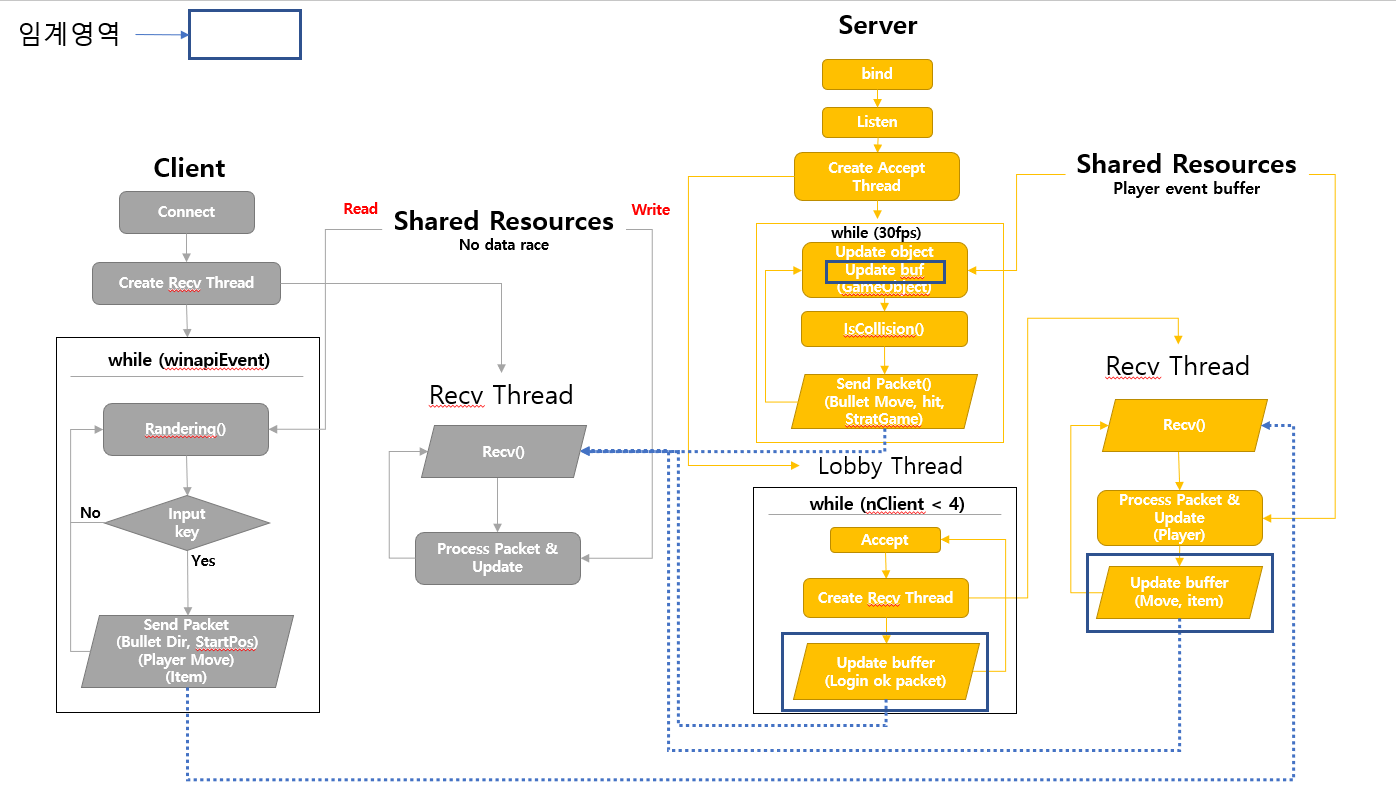 임계영역
Server
bind
Listen
Create Accept
Thread
while (30fps)
Update object
Update buf
(GameObject)
IsCollision()
Send Packet()
(Bullet Move, hit,
StratGame)
Lobby Thread
while (nClient < 4)
Accept
Create Recv Thread
Update buffer
(Login ok packet)
Shared Resources
Player event buffer
Recv Thread
Recv()
Process Packet &
Update
(Player)
Update buffer
(Move, item)
Client
Connect
Create Recv Thread
while (winapiEvent)
Randering()
Input
key
No
Yes
Send Packet
(Bullet Dir, StartPos)
(Player Move)
(Item)
Read
Shared Resources
Write
No data race
Recv Thread
Recv()
Process Packet &
Update